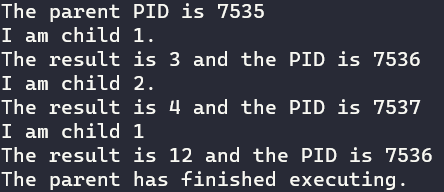 The parent PID is 7535
I am child 1.
The result is 3 and the PID is 7536
I am child 2.
The result is 4 and the PID is 7537
I am child 1
The result is 12 and the PID is 7536
The parent has finished executing.